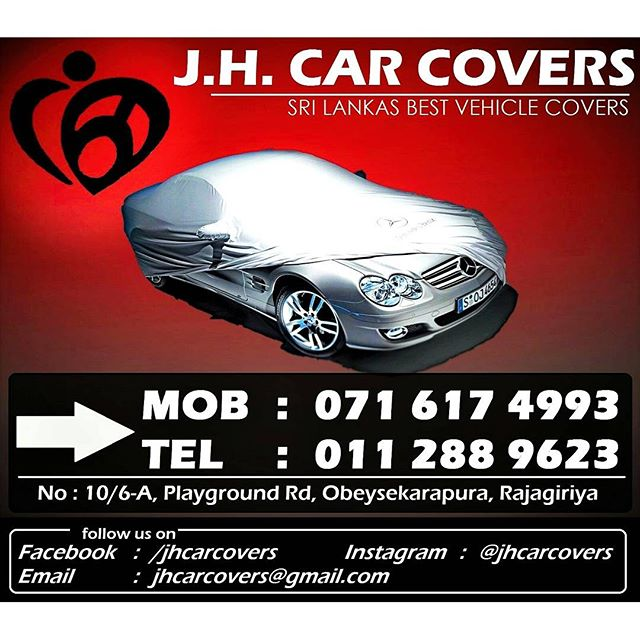 J.H. CAR COVERS
SRI LANKAS BEST VEHICLE COVERS
MOB : 071 617 4993
TEL : 011 288 9623
No : 10/6-A, Playground Rd, Obeysekarapura, Rajagiriya
follow us on
Facebook : /jhcarcovers Instagram : @jhcarcovers
Email : jhcarcovers@gmail.com